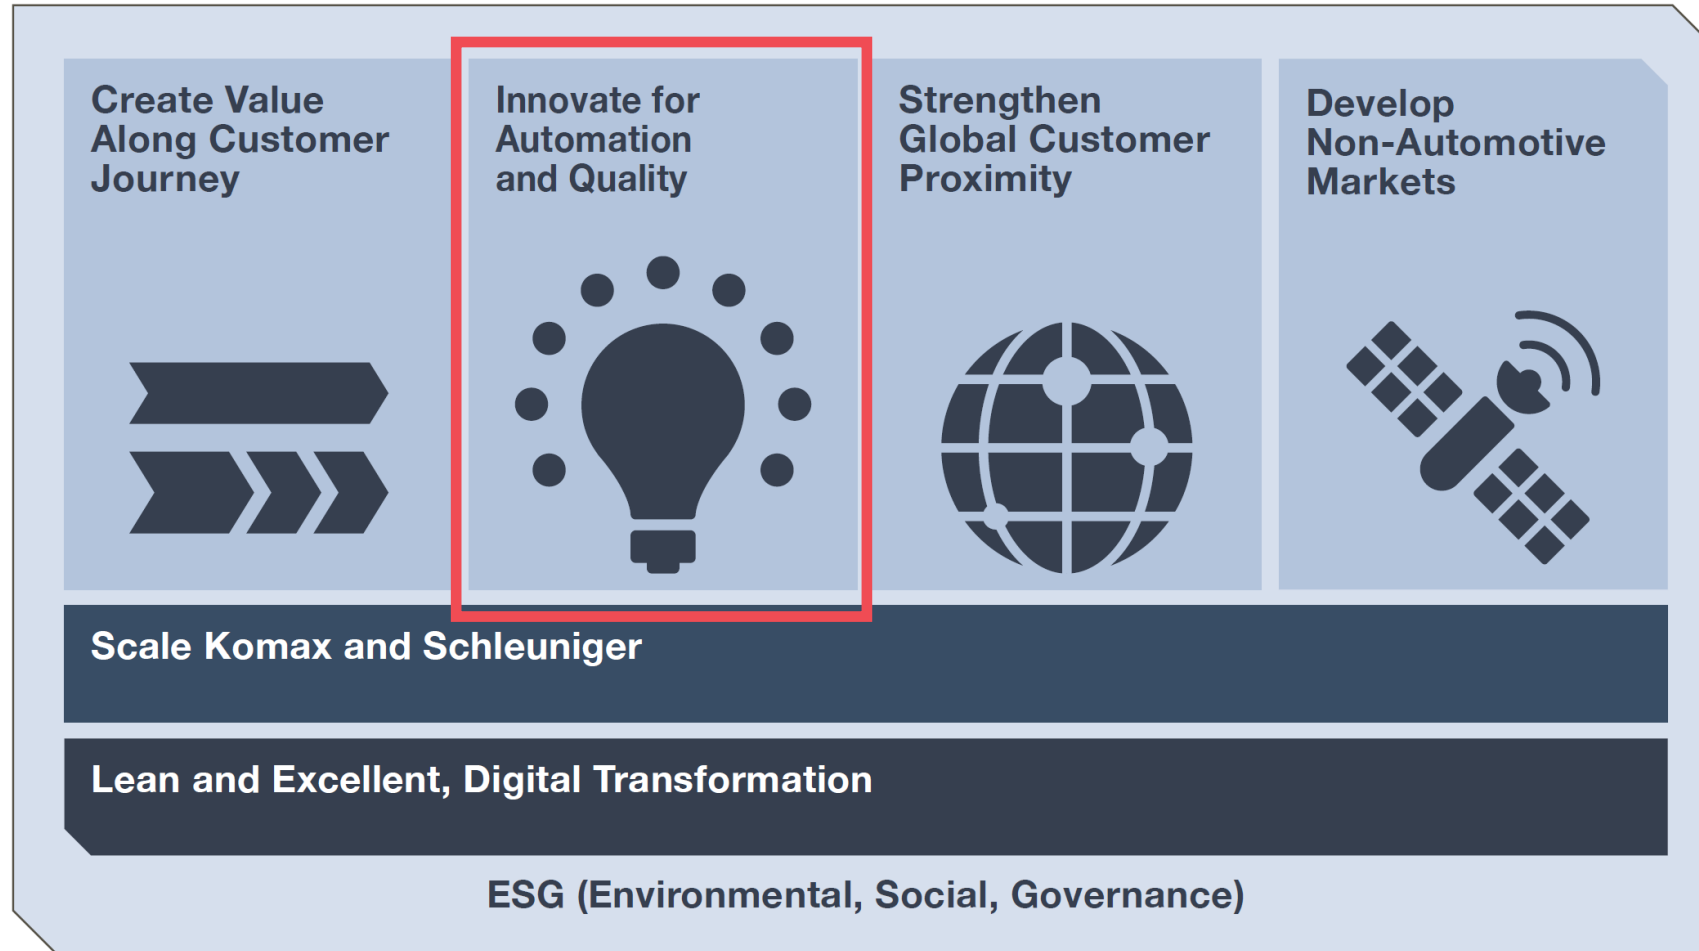 Create Value
Along Customer
Journey
Innovate for
Automation
and Quality
Strengthen
Global Customer
Proximity
Develop
Non-Automotive
Markets
Scale Komax and Schleuniger
Lean and Excellent, Digital Transformation
ESG (Environmental, Social, Governance)